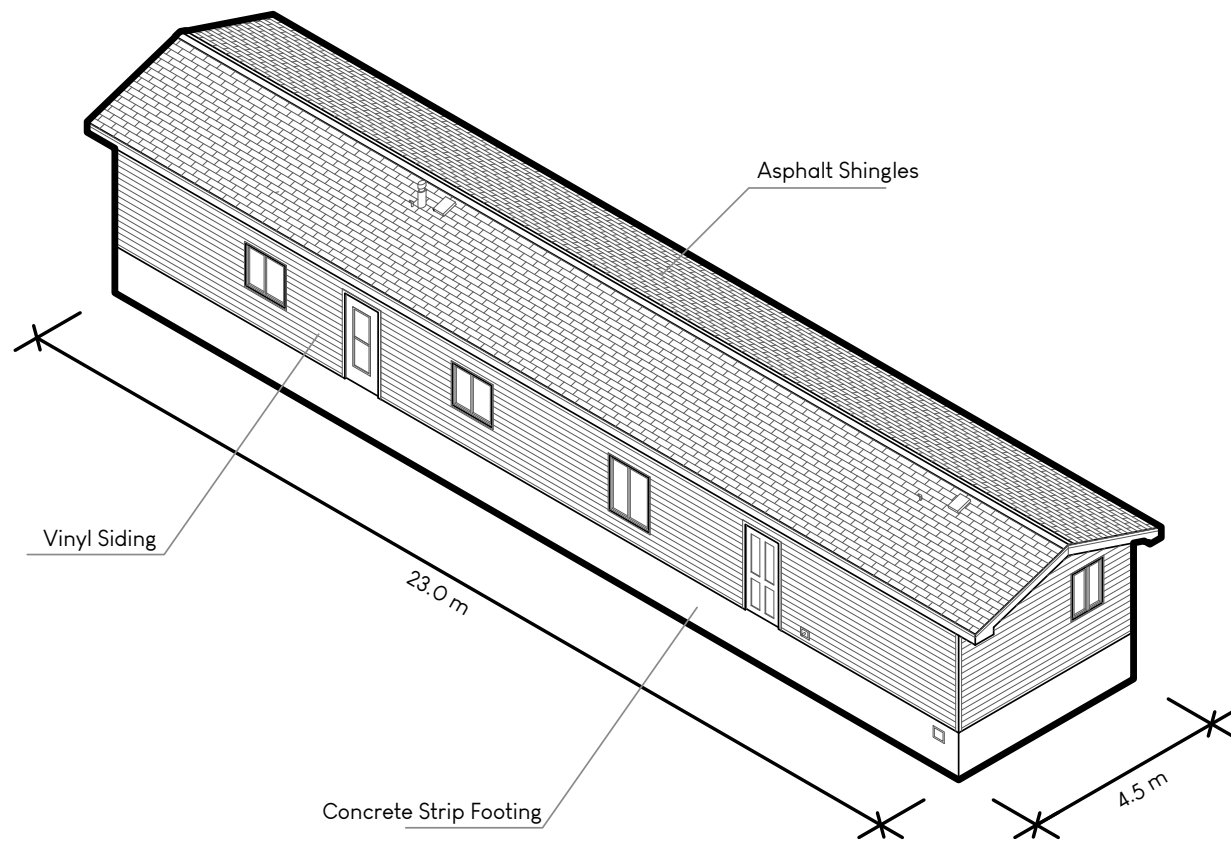 Asphalt Shingles
Vinyl Siding
23.0 m
4.5 m
Concrete Strip Footing